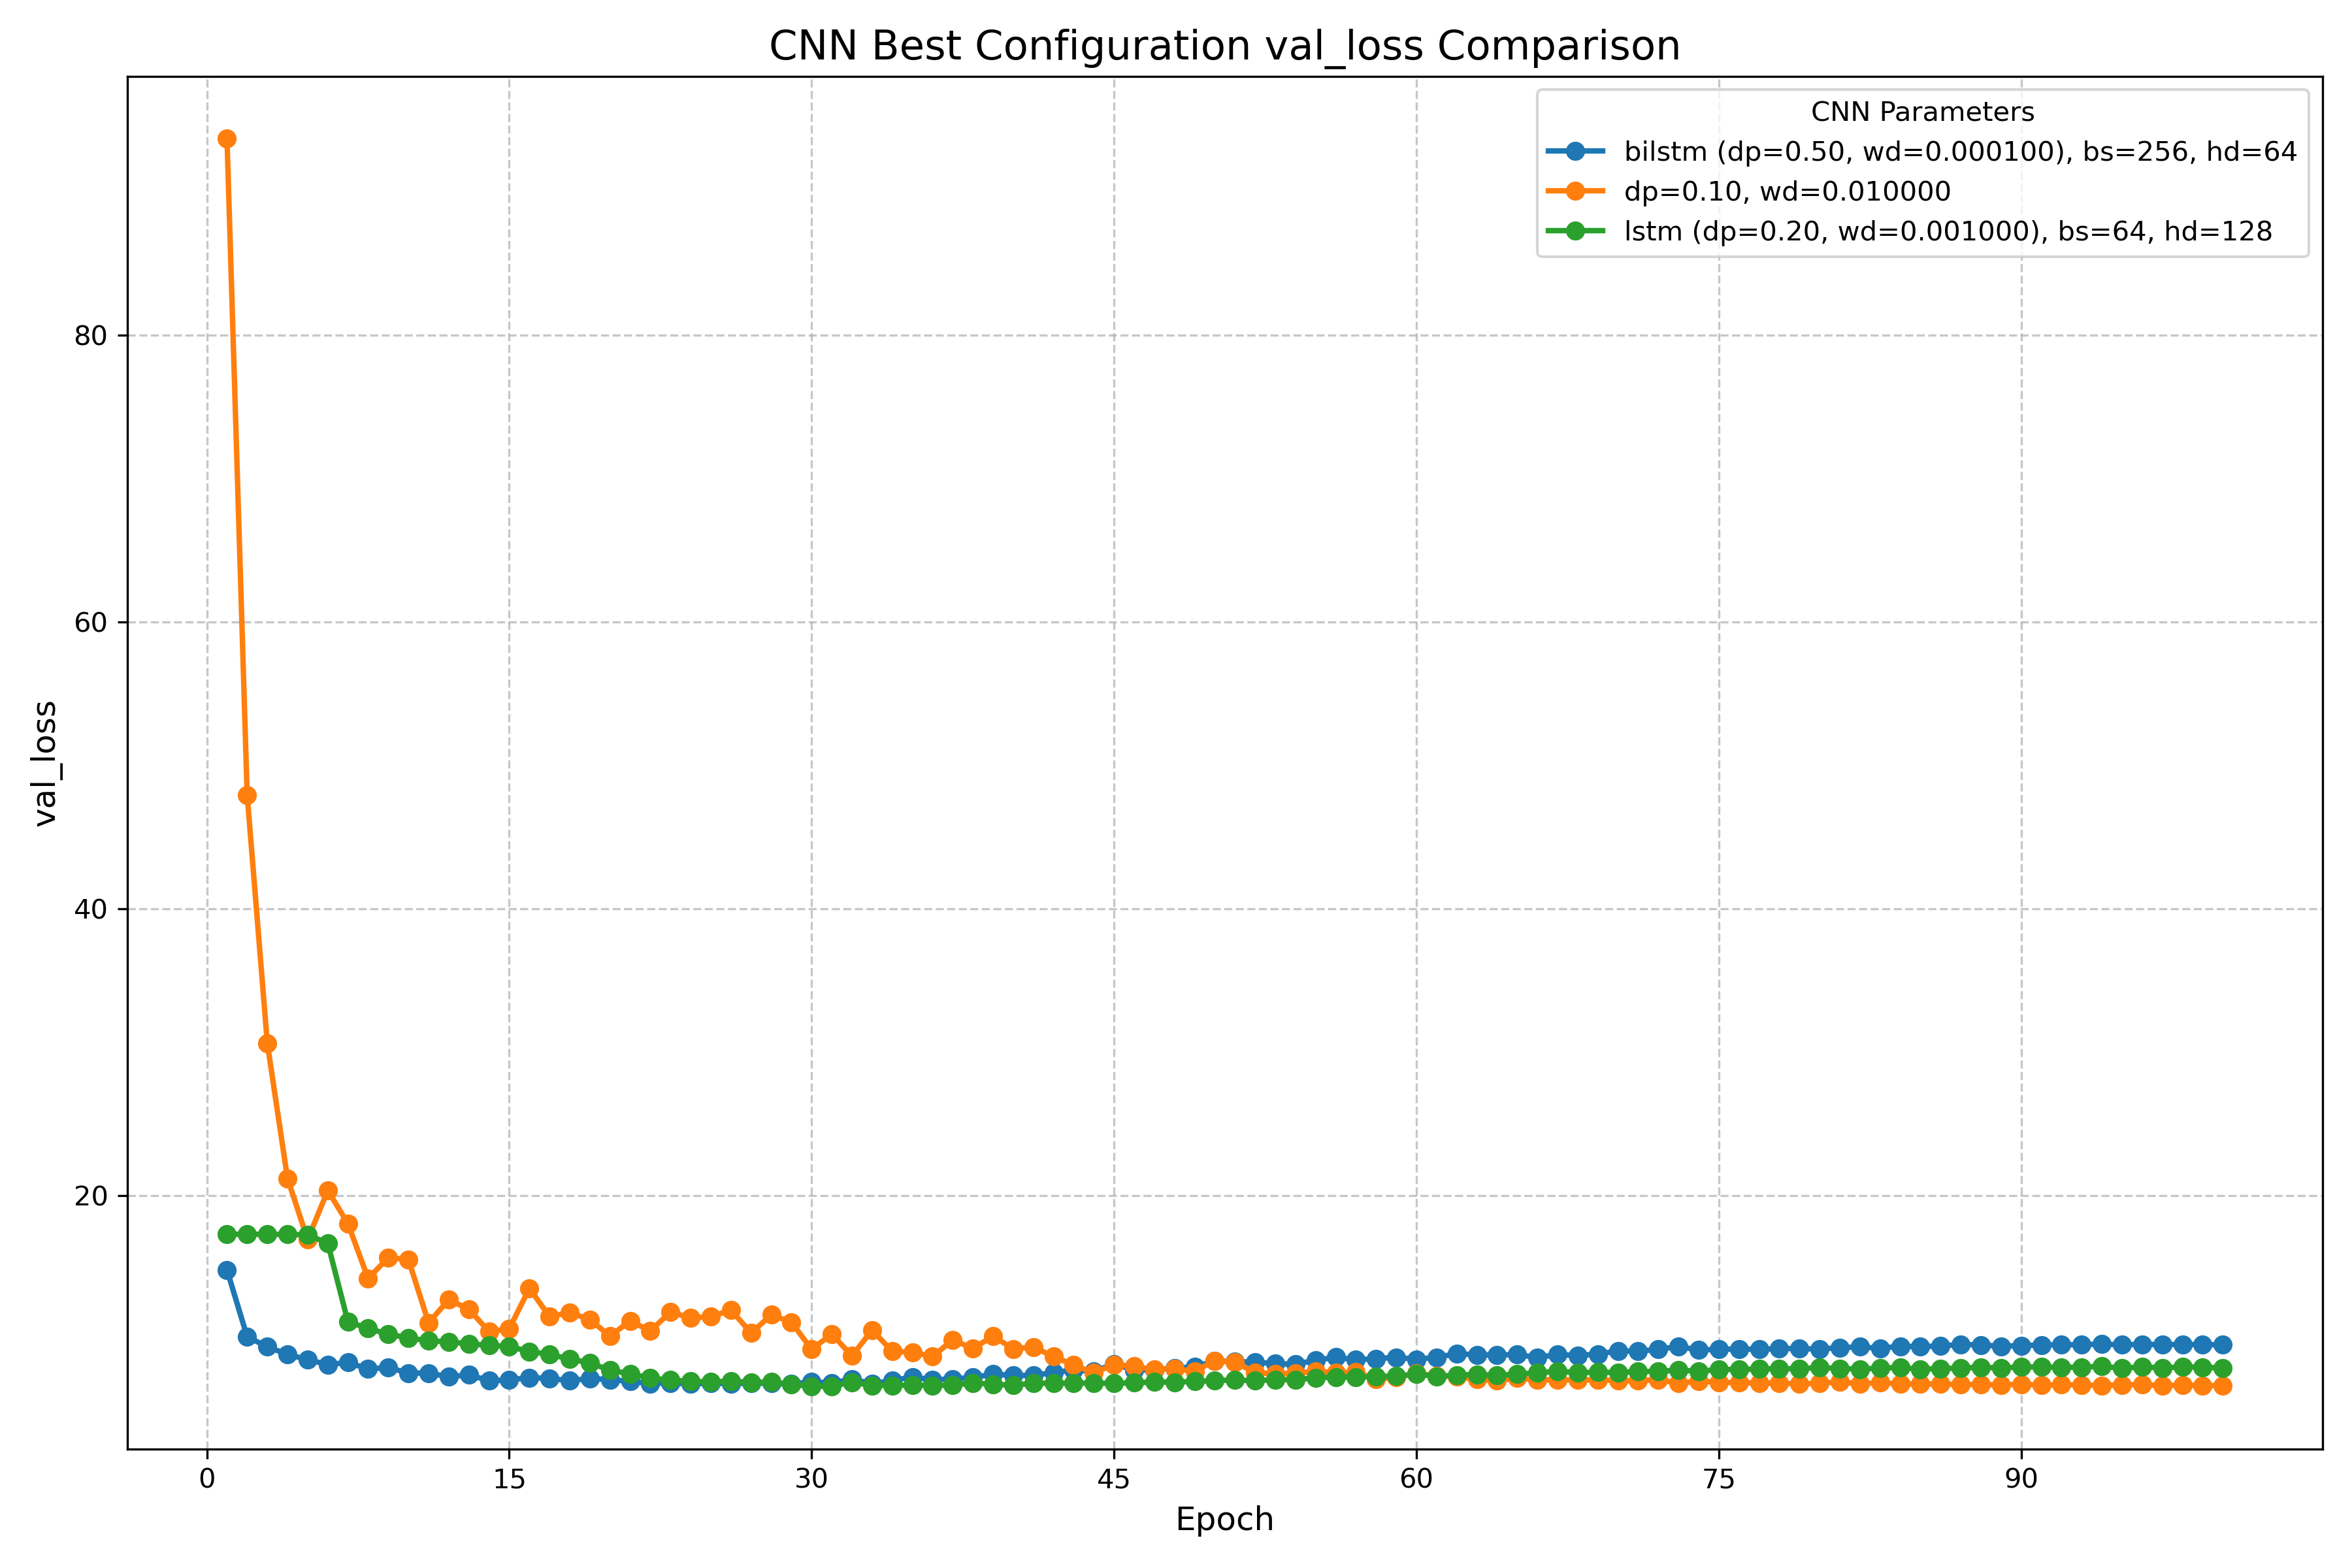 CNN Best Configuration val_loss Comparison
CNN Parameters
bilstm (dp=0.50, wd=0.000100), bs=256, hd=64
dp=0.10, wd=0.010000
lstm (dp=0.20, wd=0.001000), bs=64, hd=128
val_loss
80
60
40
20
0 15 30 45 60 75 90
Epoch